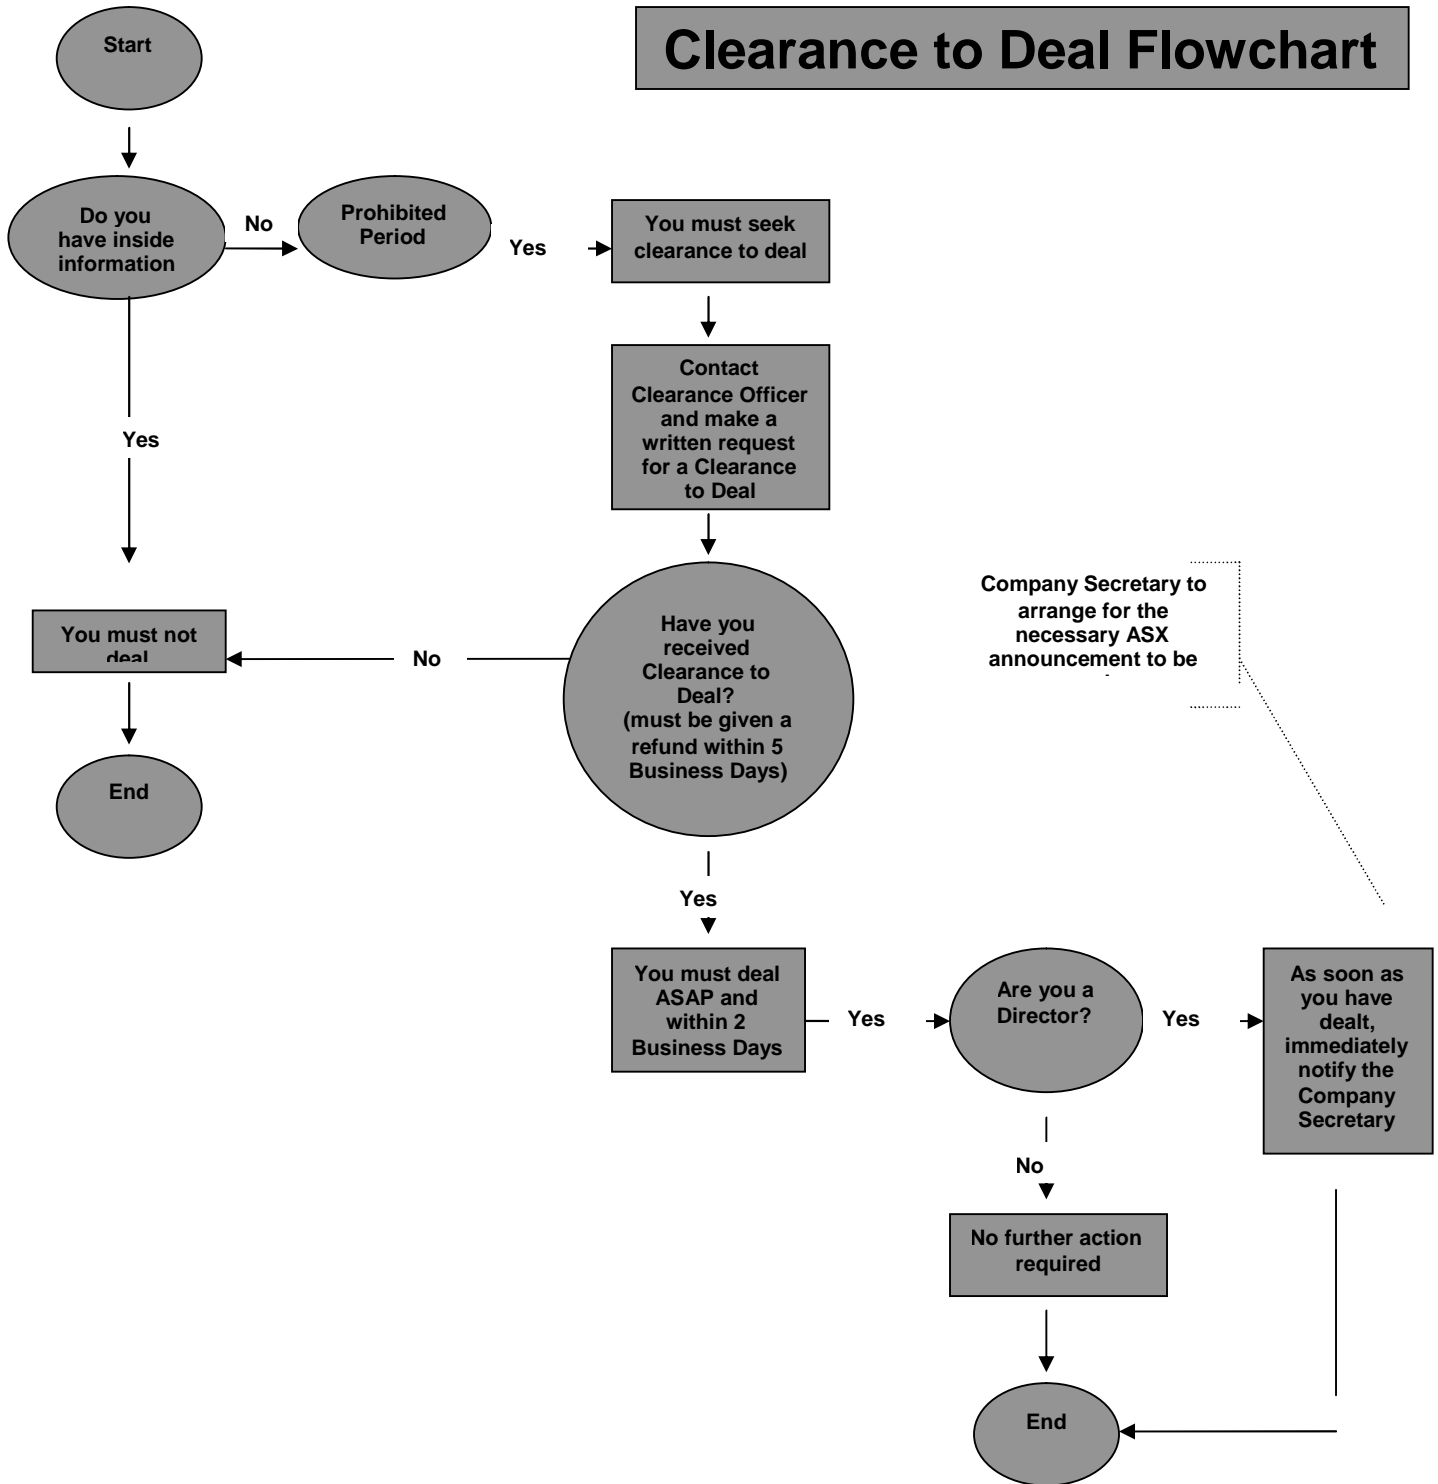 Clearance to Deal Flowchart
Start
Do you
have inside
information
No
Prohibited
Period
Yes
You must seek
clearance to deal
Contact
Clearance Officer
and make a
written request
for a Clearance
to Deal
Yes
You must not
deal
No
Have you
received
Clearance to
Deal?
(must be given a
refund within 5
Business Days)
Company Secretary to
arrange for the
necessary ASX
announcement to be
End
Yes
You must deal
ASAP and
within 2
Business Days
Yes
Are you a
Director?
Yes
As soon as
you have
dealt,
immediately
notify the
Company
Secretary
No
No further action
required
End